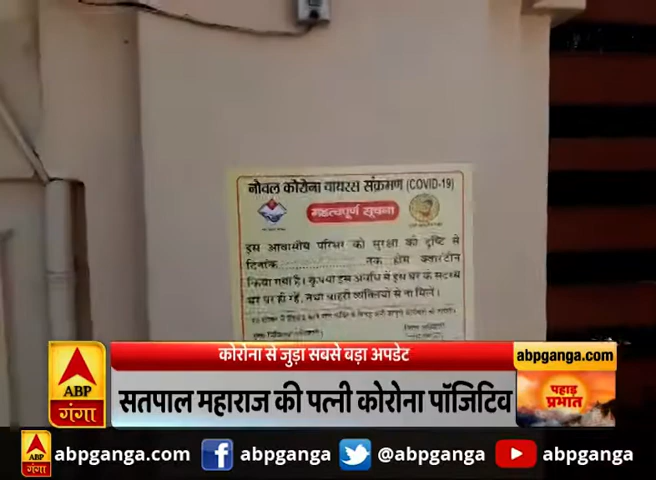 नोवल कोरोना वायरस संक्रमण (COVID-19)
महत्वपूर्ण सूचना
इस आवासीय परिसर को सुरक्षा की दृष्टि से
दिनांक तक होम क्वारंटीन
किया गया है। कृपया इस अवधि में इस घर के सदस्य
घर पर ही रहें, तथा बाहरी व्यक्तियों से ना मिलें।
कोरोना से जुड़ा सबसे बड़ा अपडेट
abpganga.com
ABP
गंगा
सतपाल महाराज की पत्नी कोरोना पॉजिटिव
पहाड़
प्रभात
ABP
गंगा
abpganga.com
abpganga
@abpganga
abpganga